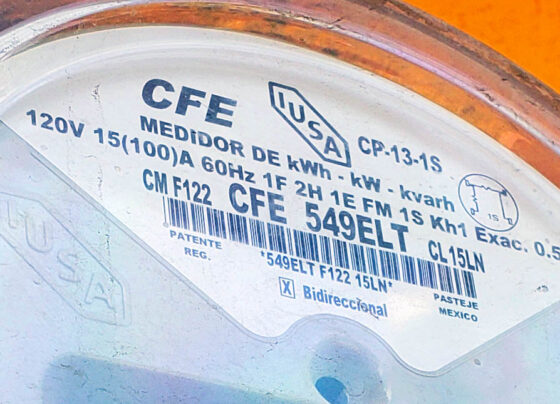 CFE
IUSA
CP-13-1S
MEDIDOR DE kWh - kW - kvarh
120V 15(100)A 60Hz 1F 2H 1E FM 1S Kh1 Exac. 0.5
1S
CM F122 CFE 549ELT CL15LN
PATENTE
REG.
*549ELT F122 15LN*
PASTEJE
MEXICO
X Bidireccional
IUSA